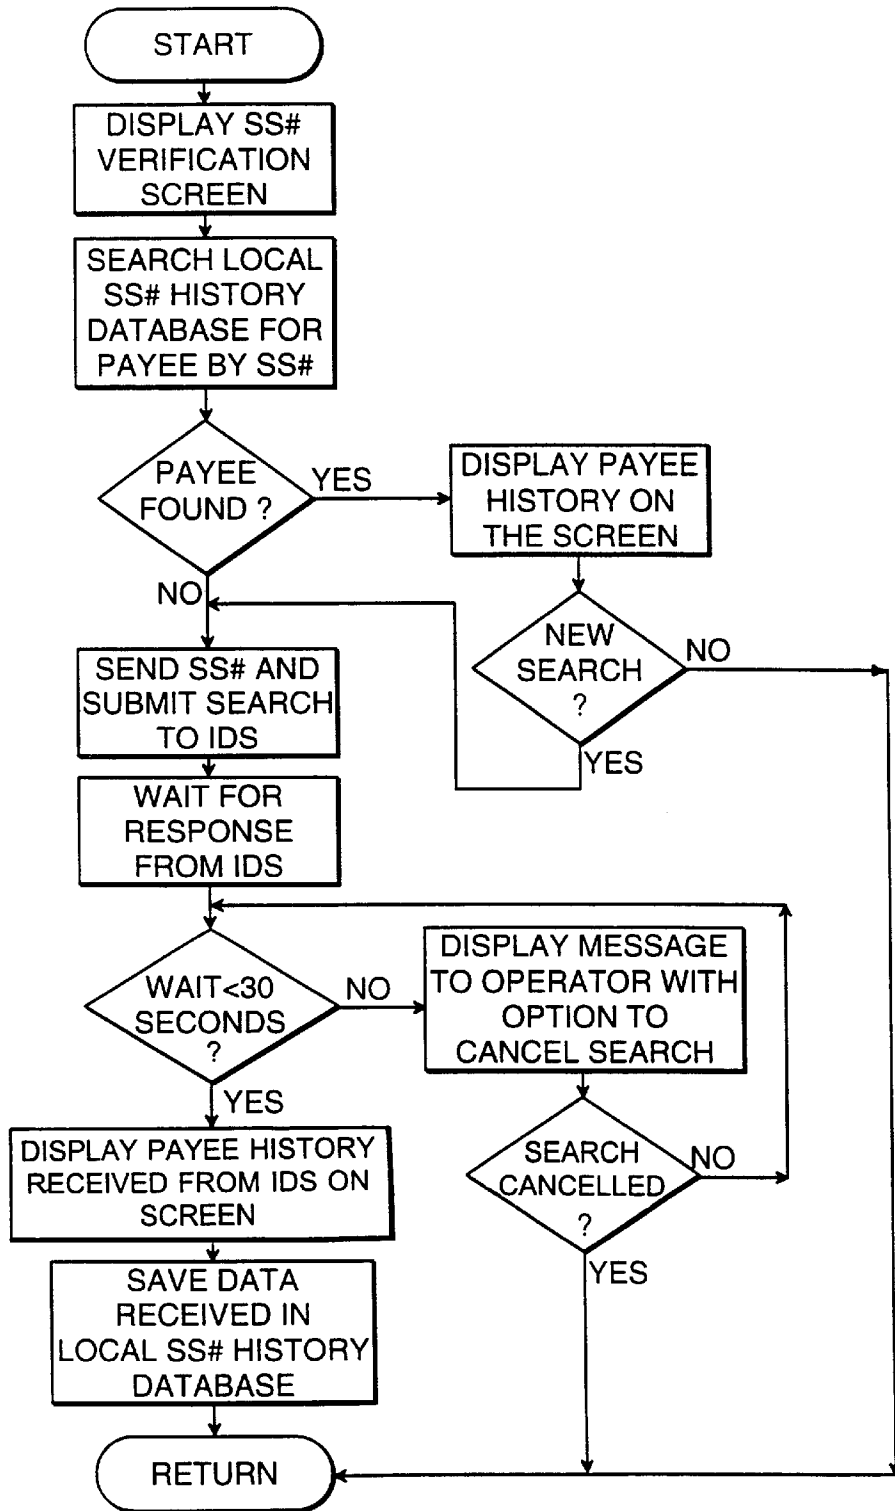 START
DISPLAY SS#
VERIFICATION
SCREEN
SEARCH LOCAL
SS# HISTORY
DATABASE FOR
PAYEE BY SS#
PAYEE
FOUND ?
YES
DISPLAY PAYEE
HISTORY ON
THE SCREEN
NO
NEW
SEARCH
?
NO
YES
SEND SS# AND
SUBMIT SEARCH
TO IDS
WAIT FOR
RESPONSE
FROM IDS
WAIT<30
SECONDS
?
NO
DISPLAY MESSAGE
TO OPERATOR WITH
OPTION TO
CANCEL SEARCH
YES
SEARCH
CANCELLED
?
NO
YES
DISPLAY PAYEE HISTORY
RECEIVED FROM IDS ON
SCREEN
SAVE DATA
RECEIVED IN
LOCAL SS# HISTORY
DATABASE
RETURN